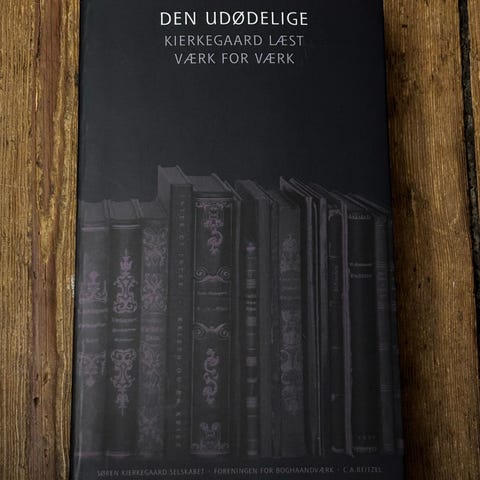 DEN UDØDELIGE
KIERKEGAARD LÆST
VÆRK FOR VÆRK
SØREN KIERKEGAARD SELSKABET · FORENINGEN FOR BOGHAANDVÆRK · C.A.REITZEL